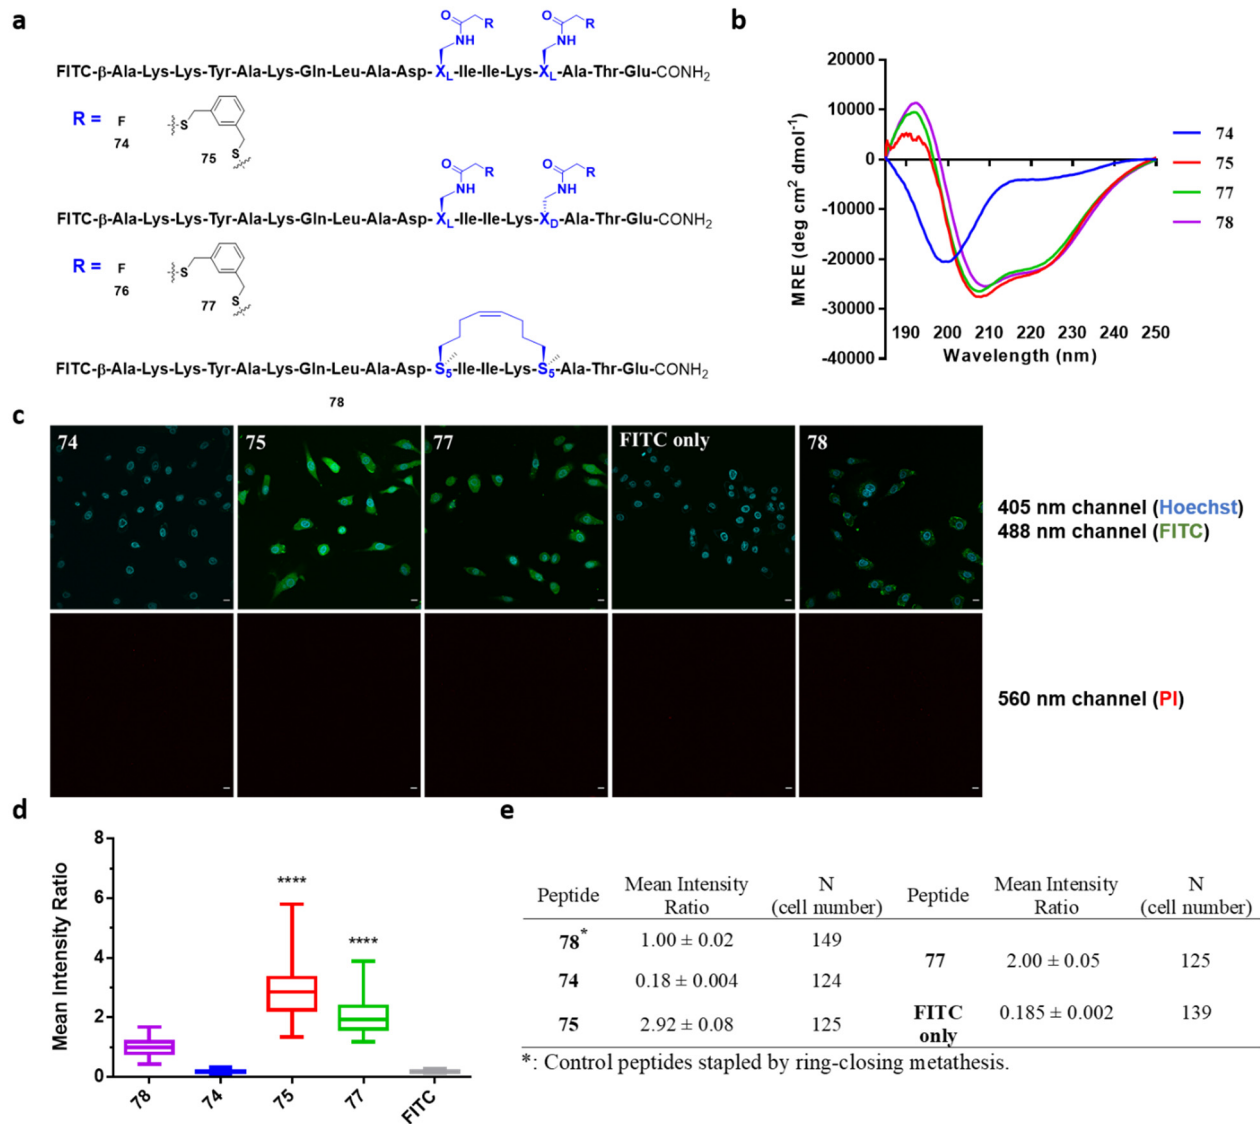 a
O
R
NH
O
R
NH
FITC-β-Ala-Lys-Lys-Tyr-Ala-Lys-Gln-Leu-Ala-Asp-XL-Ile-Ile-Lys-XL-Ala-Thr-Glu-CONH2
R = F
74
S
S
75
O
R
NH
O
R
NH
FITC-β-Ala-Lys-Lys-Tyr-Ala-Lys-Gln-Leu-Ala-Asp-XL-Ile-Ile-Lys-XD-Ala-Thr-Glu-CONH2
R = F
76
S
S
77
FITC-β-Ala-Lys-Lys-Tyr-Ala-Lys-Gln-Leu-Ala-Asp-S5-Ile-Ile-Lys-S5-Ala-Thr-Glu-CONH2
78
b
MRE (deg cm2 dmol-1)
20000
10000
0
-10000
-20000
-30000
-40000
190 200 210 220 230 240 250
Wavelength (nm)
74
75
77
78
c
74
75
77
FITC only
78
405 nm channel (Hoechst)
488 nm channel (FITC)
560 nm channel (PI)
d
Mean Intensity Ratio
8
6
4
2
0
****
****
78
74
75
77
FITC
e
Peptide Mean Intensity Ratio N (cell number) Peptide Mean Intensity Ratio N (cell number)
78* 1.00 ± 0.02 149
74 0.18 ± 0.004 124
75 2.92 ± 0.08 125
77 2.00 ± 0.05 125
FITC only 0.185 ± 0.002 139
*: Control peptides stapled by ring-closing metathesis.